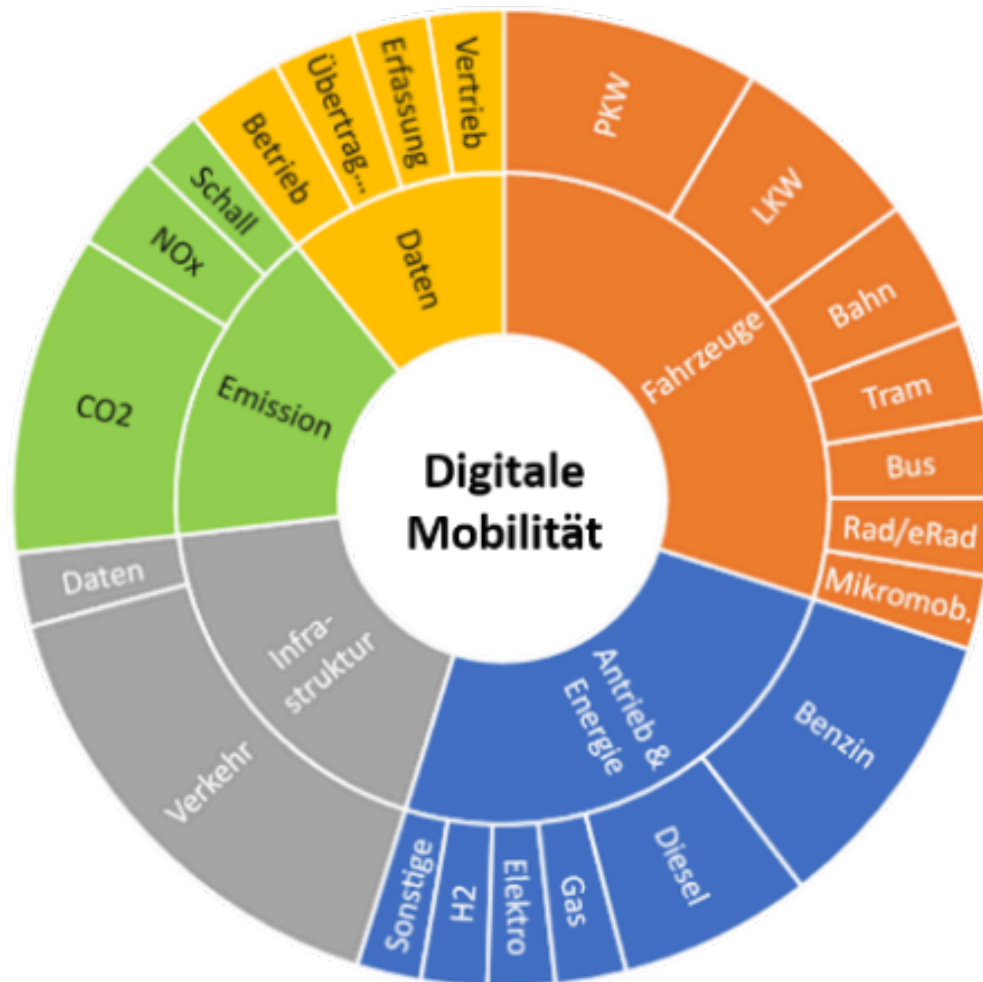 Digitale
Mobilität
Fahrzeuge
PKW
LKW
Bahn
Tram
Bus
Rad/eRad
Mikromob.
Antrieb &
Energie
Benzin
Diesel
Gas
Elektro
H2
Sonstige
Infra-
struktur
Verkehr
Daten
Emission
CO2
NOx
Schall
Daten
Betrieb
Übertrag...
Erfassung
Vertrieb